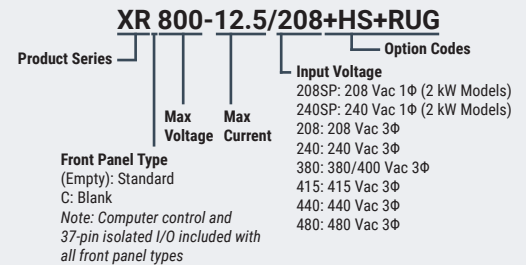 XR 800-12.5/208+HS+RUG
Product Series
Option Codes
Input Voltage
208SP: 208 Vac 1Φ (2 kW Models)
240SP: 240 Vac 1Φ (2 kW Models)
208: 208 Vac 3Φ
240: 240 Vac 3Φ
380: 380/400 Vac 3Φ
415: 415 Vac 3Φ
440: 440 Vac 3Φ
480: 480 Vac 3Φ
Max
Voltage
Max
Current
Front Panel Type
(Empty): Standard
C: Blank
Note: Computer control and
37-pin isolated I/O included with
all front panel types